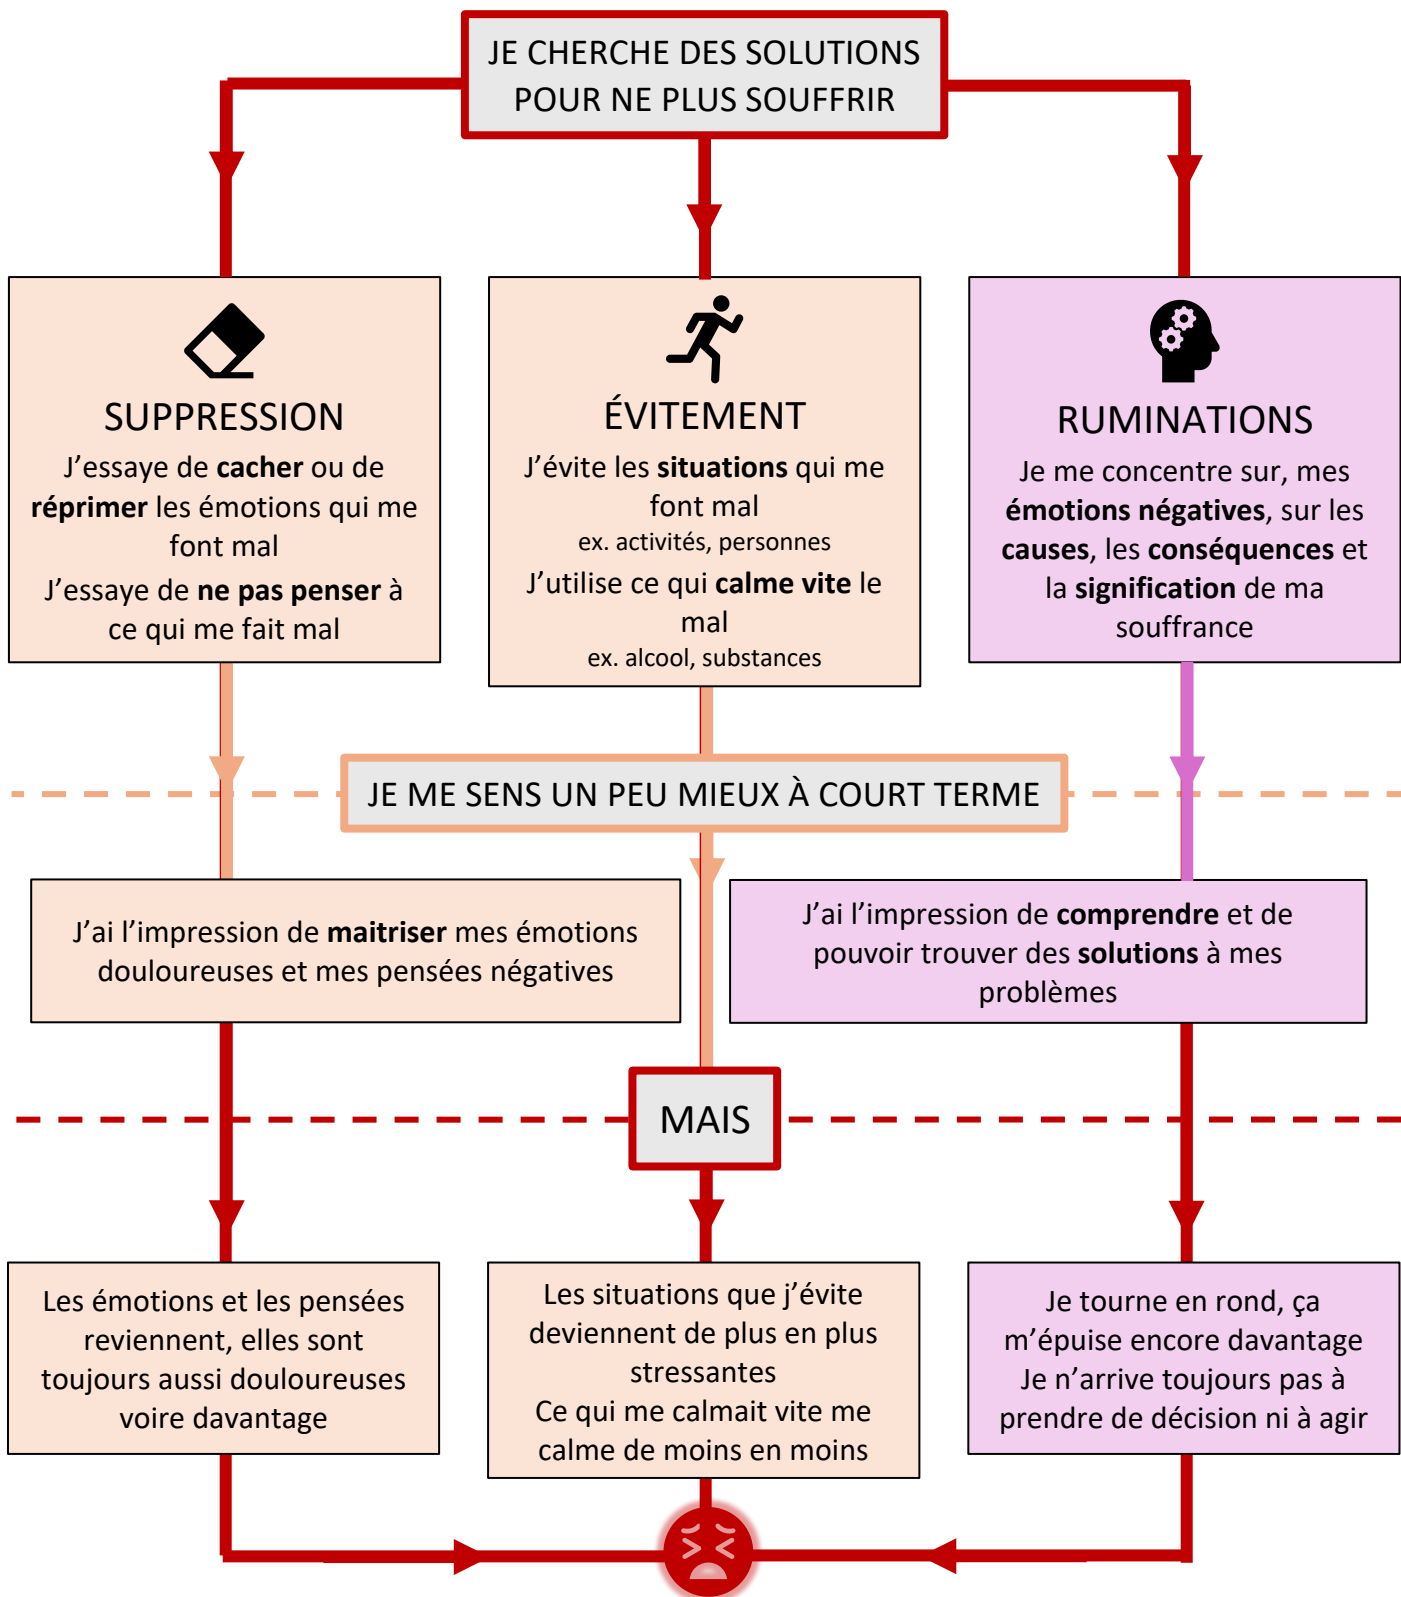 JE CHERCHE DES SOLUTIONS
POUR NE PLUS SOUFFRIR
SUPPRESSION
J’essaye de cacher ou de
réprimer les émotions qui me
font mal
J’essaye de ne pas penser à
ce qui me fait mal
ÉVITEMENT
J’évite les situations qui me
font mal
ex. activités, personnes
J’utilise ce qui calme vite le
mal
ex. alcool, substances
RUMINATIONS
Je me concentre sur, mes
émotions négatives, sur les
causes, les conséquences et
la signification de ma
souffrance
JE ME SENS UN PEU MIEUX À COURT TERME
J’ai l’impression de maitriser mes émotions
douloureuses et mes pensées négatives
J’ai l’impression de comprendre et de
pouvoir trouver des solutions à mes
problèmes
MAIS
Les émotions et les pensées
reviennent, elles sont
toujours aussi douloureuses
voire davantage
Les situations que j’évite
deviennent de plus en plus
stressantes
Ce qui me calmait vite me
calme de moins en moins
Je tourne en rond, ça
m’épuise encore davantage
Je n’arrive toujours pas à
prendre de décision ni à agir